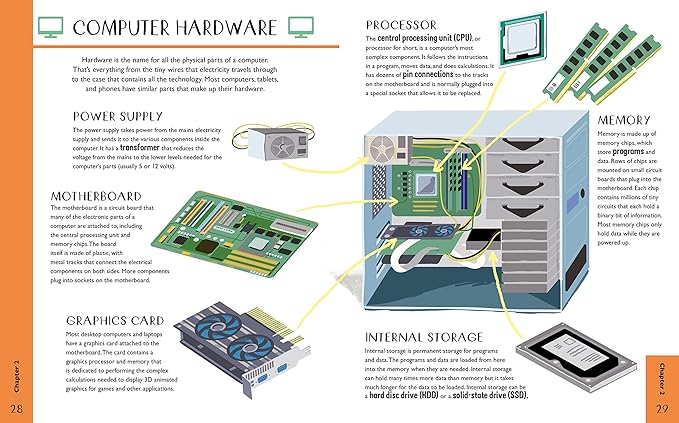 COMPUTER HARDWARE
Hardware is the name for all the physical parts of a computer.
That's everything from the tiny wires that electricity travels through
to the case that contains all the technology. Most computers, tablets,
and phones have similar parts that make up their hardware.
POWER SUPPLY
The power supply takes power from the mains electricity
supply and sends it to the various components inside the
computer. It has a transformer that reduces the
voltage from the mains to the lower levels needed for the
computer's parts (usually 5 or 12 volts).
MOTHERBOARD
The motherboard is a circuit board that
many of the electronic parts of a
computer are attached to, including
the central processing unit and
memory chips. The board
itself is made of plastic, with
metal tracks that connect the electrical
components on both sides. More components
plug into sockets on the motherboard.
GRAPHICS CARD
Most desktop computers and laptops
have a graphics card attached to the
motherboard. The card contains a
graphics processor and memory that
is dedicated to performing the complex
calculations needed to display 3D animated
graphics for games and other applications.
Chapter 2
28
PROCESSOR
The central processing unit (CPU), or
processor for short, is a computer's most
complex component. It follows the instructions
in a program, moves data, and does calculations. It
has dozens of pin connections to the tracks
on the motherboard and is normally plugged into
a special socket that allows it to be replaced.
MEMORY
Memory is made up of
memory chips, which
store programs and
data. Rows of chips are
mounted on small circuit
boards that plug into the
motherboard. Each chip
contains millions of tiny
circuits that each hold a
binary bit of information.
Most memory chips only
hold data while they are
powered up.
INTERNAL STORAGE
Internal storage is permanent storage for programs
and data. The programs and data are loaded from here
into the memory when they are needed. Internal storage
can hold many times more data than memory but it takes
much longer for the data to be loaded. Internal storage can be
a hard disc drive (HDD) or a solid-state drive (SSD).
Chapter 2
29